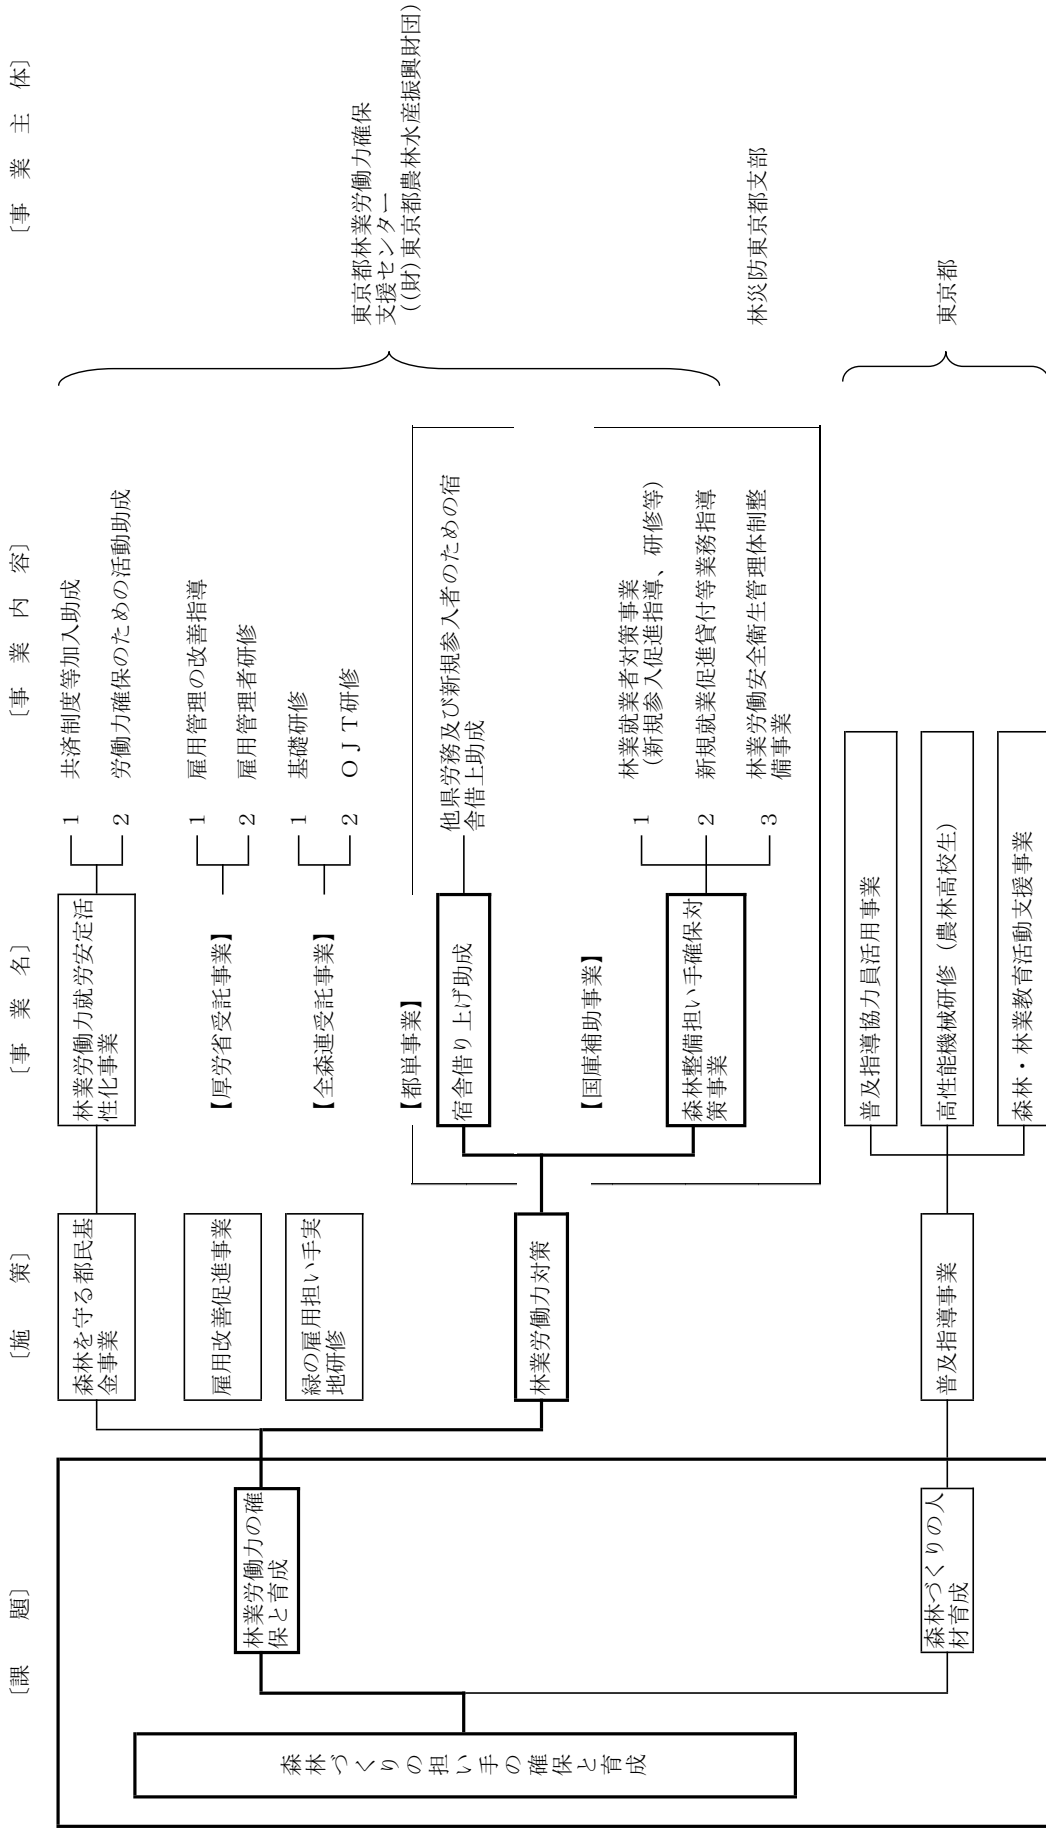 〔課　　題〕
〔施　　策〕
〔事　業　名〕
〔事　業　内　容〕
〔事　業　主　体〕
森林づくりの担い手の確保と育成
林業労働力の確
保と育成
森林づくりの人
材育成
森林を守る都民基
金事業
雇用改善促進事業
緑の雇用担い手実
地研修
林業労働力対策
普及指導事業
林業労働力就労安定活
性化事業
【厚労省受託事業】
【全森連受託事業】
【都単事業】
宿舎借り上げ助成
【国庫補助事業】
森林整備担い手確保対
策事業
普及指導協力員活用事業
高性能機械研修（農林高校生）
森林・林業教育活動支援事業
1　共済制度等加入助成
2　労働力確保のための活動助成
1　雇用管理の改善指導
2　雇用管理者研修
1　基礎研修
2　ＯＪＴ研修
他県労務及び新規参入者のための宿
舎借上助成
1　林業就業者対策事業
(新規参入促進指導、研修等)
2　新規就業促進貸付等業務指導
3　林業労働安全衛生管理体制整
備事業
東京都林業労働力確保
支援センター
((財)東京都農林水産振興財団)
林災防東京都支部
東京都